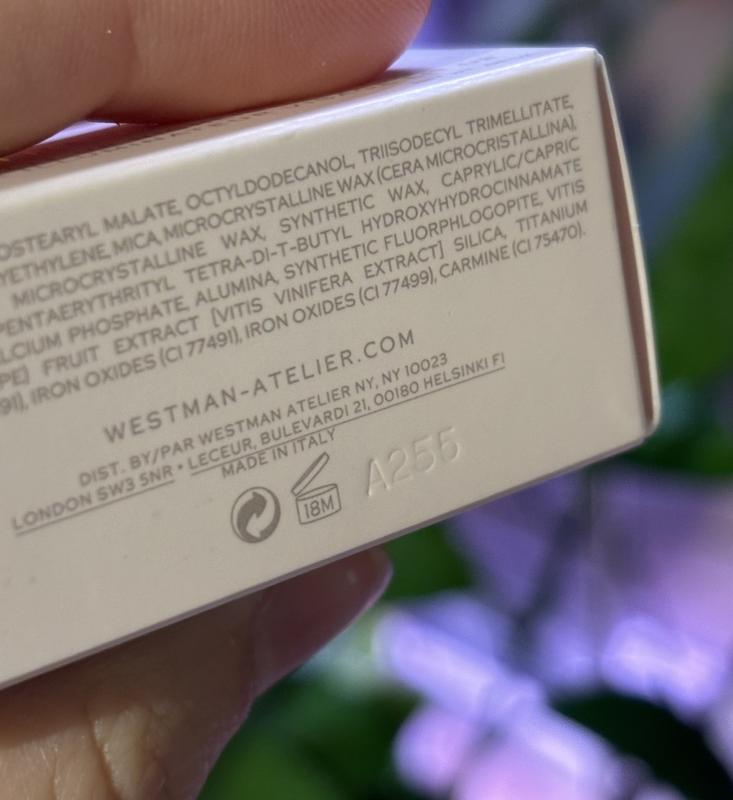 OSTEARYL MALATE, OCTYLDODECANOL, TRIISODECYL TRIMELLITATE,
YETHYLENE, MICA, MICROCRYSTALLINE WAX (CERA MICROCRISTALLINA),
MICROCRYSTALLINE WAX, SYNTHETIC WAX, CAPRYLIC/CAPRIC
PENTAERYTHRITYL TETRA-DI-T-BUTYL HYDROXYHYDROCINNAMATE
LCIUM PHOSPHATE, ALUMINA, SYNTHETIC FLUORPHLOGOPITE, VITIS
PE) FRUIT EXTRACT [VITIS VINIFERA EXTRACT] SILICA, TITANIUM
91), IRON OXIDES (CI 77491), IRON OXIDES (CI 77499), CARMINE (CI 75470).
WESTMAN-ATELIER.COM
DIST. BY/PAR WESTMAN ATELIER NY, NY 10023
LONDON SW3 5NR • LECEUR, BULEVARDI 21, 00180 HELSINKI FI
MADE IN ITALY
18M
A255